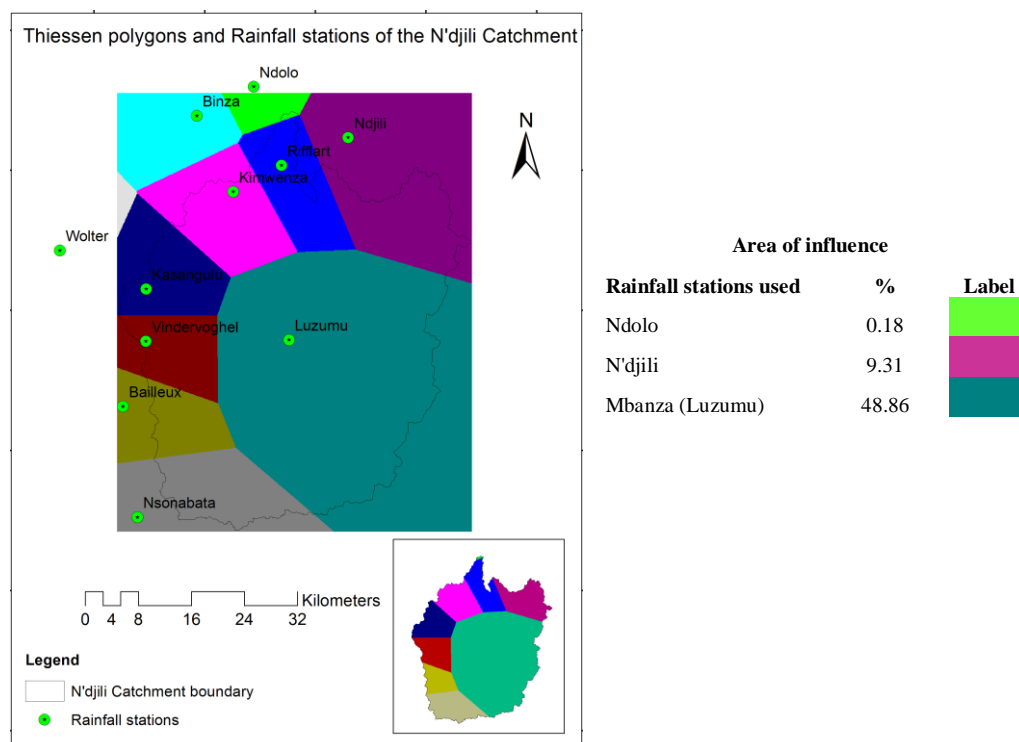 Thiessen polygons and Rainfall stations of the N'djili Catchment
Ndolo
Binza
Ndjili
N
Rifflart
Kimwenza
Wolter
Kasangulu
Vindervoghel
Luzumu
Bailleux
Nsonabata
Kilometers
0 4 8 16 24 32
Legend
N'djili Catchment boundary
Rainfall stations
Area of influence
Rainfall stations used % Label
Ndolo 0.18
N'djili 9.31
Mbanza (Luzumu) 48.86